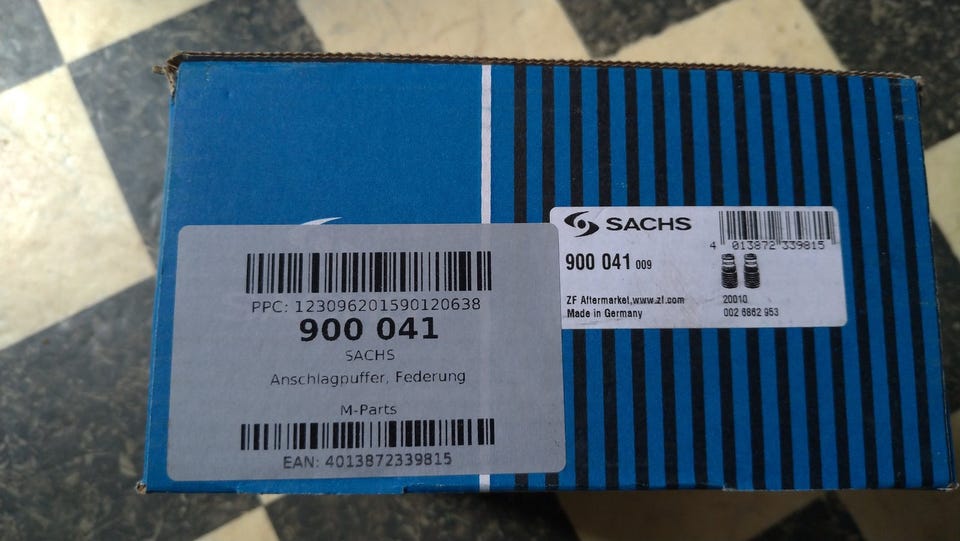 PPC: 123096201590120638
900 041
SACHS
Anschlagpuffer, Federung
M-Parts
EAN: 4013872339815
SACHS
4 013872 339815
900 041 009
ZF Aftermarket,www.zf.com
Made in Germany
20010
002 6862 953